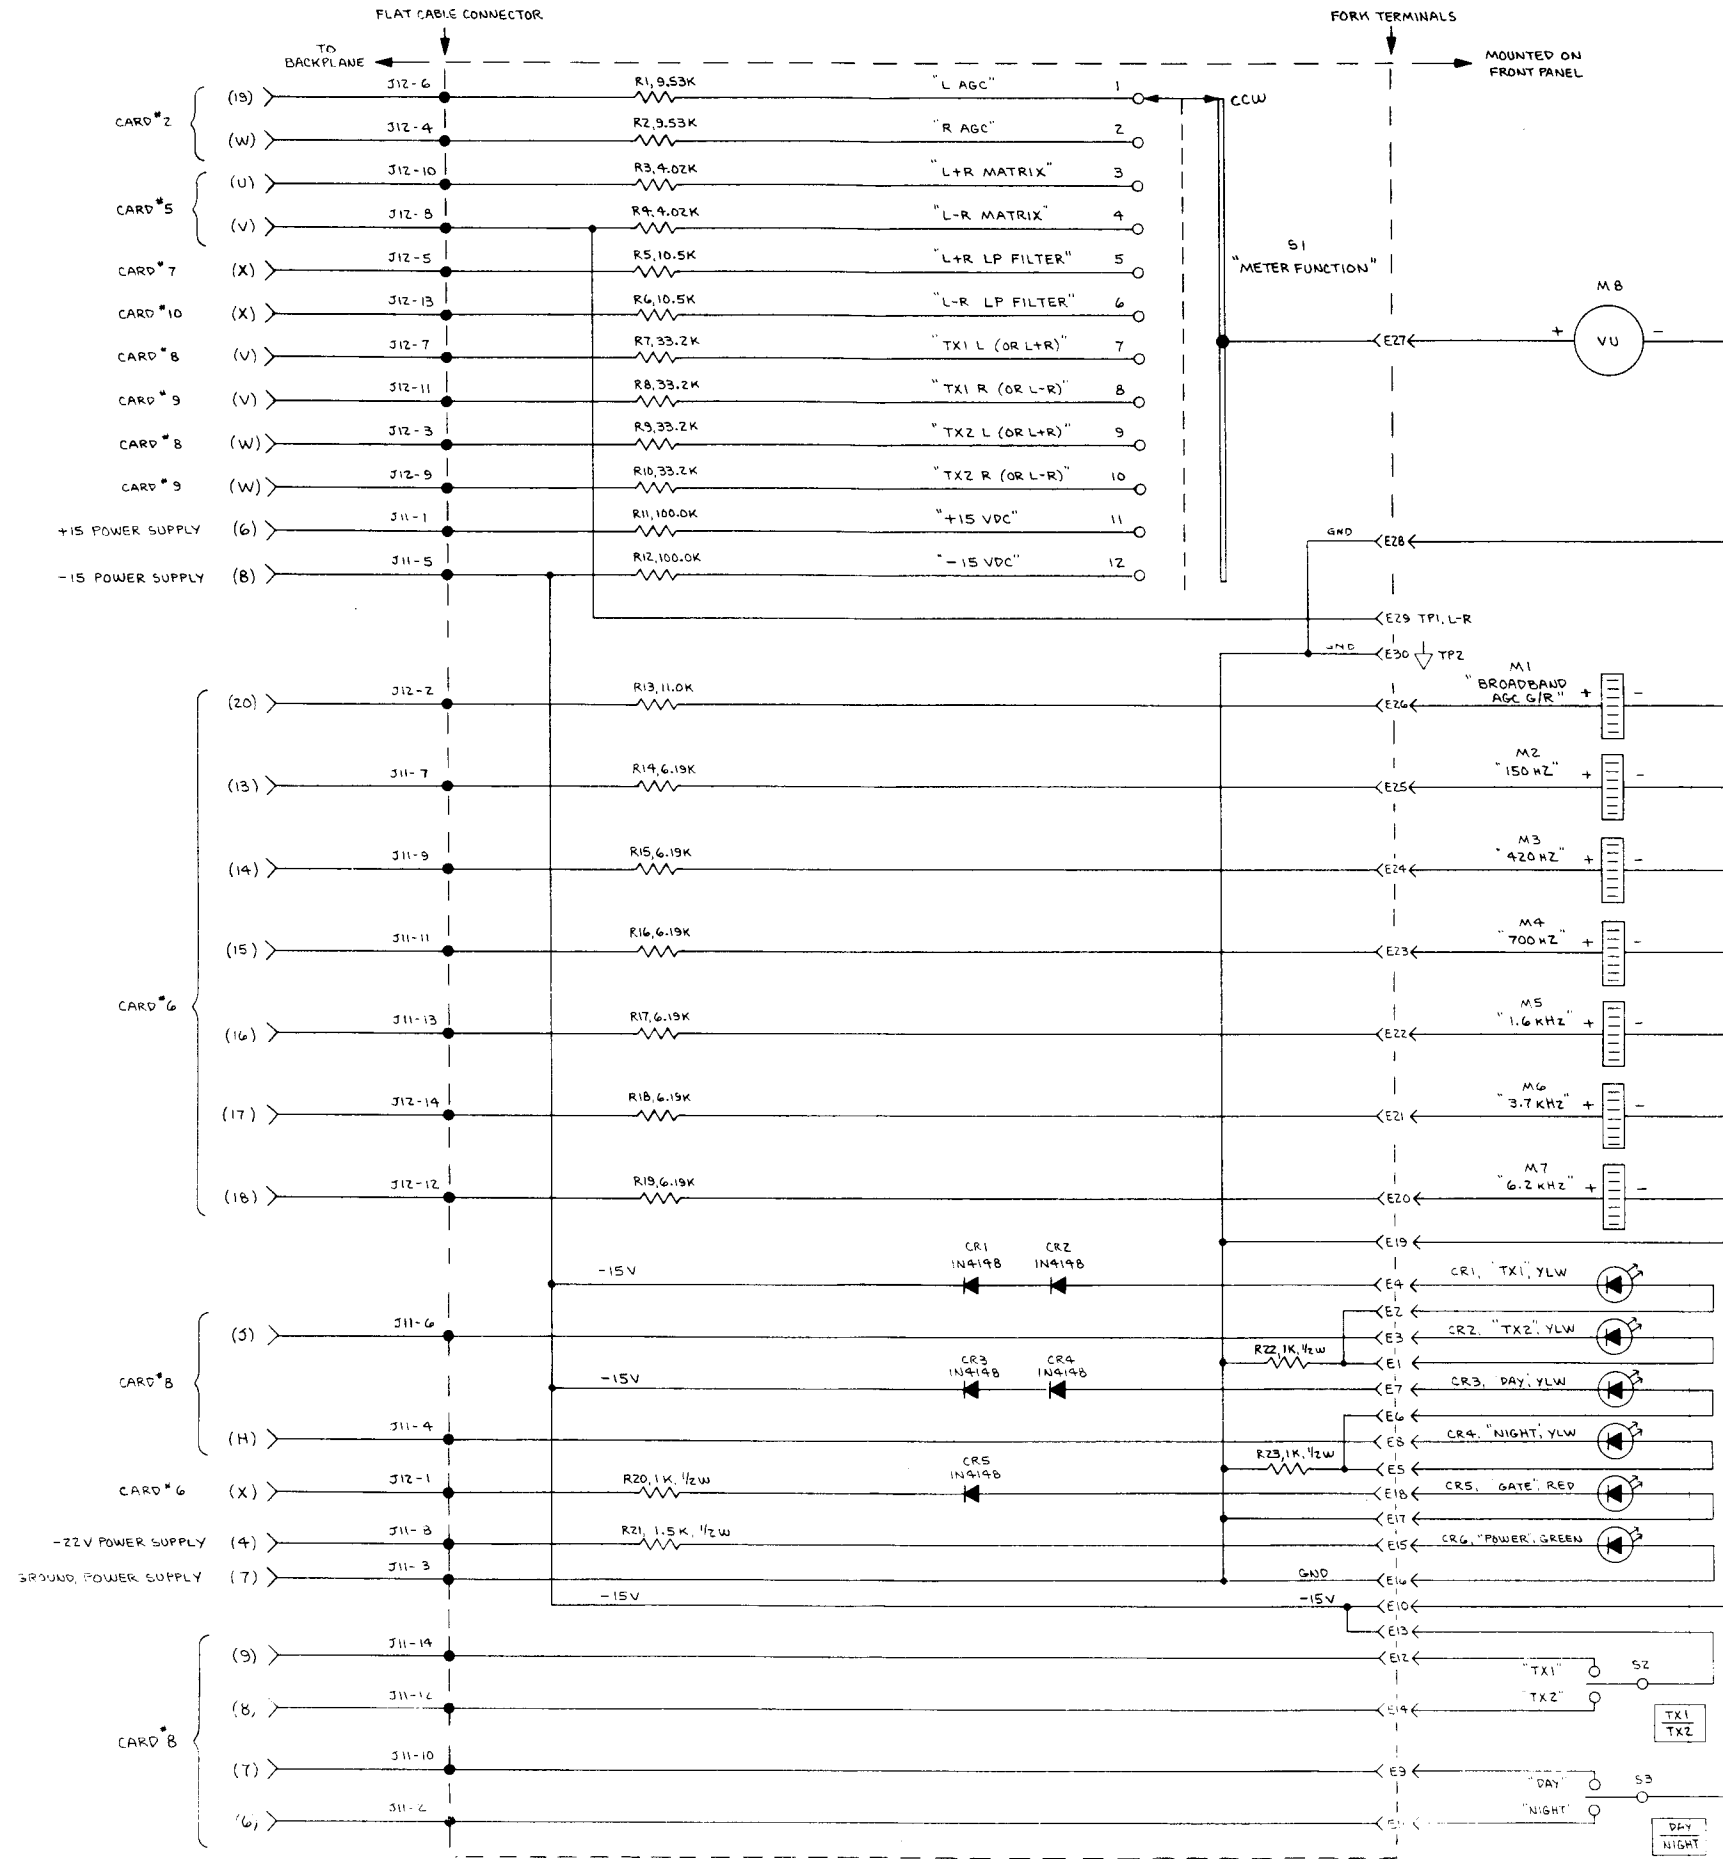 FLAT CABLE CONNECTOR
FORK TERMINALS
TO
BACKPLANE
MOUNTED ON
FRONT PANEL
CARD #2
(19) J12-6 R1, 9.53K "L AGC" 1 CCW
(W) J12-4 R2, 9.53K "R AGC" 2
CARD #5
(U) J12-10 R3, 4.02K "L+R MATRIX" 3
(V) J12-8 R4, 4.02K "L-R MATRIX" 4
S1
"METER FUNCTION"
CARD #7 (X) J12-5 R5, 10.5K "L+R LP FILTER" 5
CARD #10 (X) J12-13 R6, 10.5K "L-R LP FILTER" 6
M8
CARD #8 (V) J12-7 R7, 33.2K "TX1 L (OR L+R)" 7 E27 + VU -
CARD #9 (V) J12-11 R8, 33.2K "TX1 R (OR L-R)" 8
CARD #8 (W) J12-3 R9, 33.2K "TX2 L (OR L+R)" 9
CARD #9 (W) J12-9 R10, 33.2K "TX2 R (OR L-R)" 10
+15 POWER SUPPLY (6) J11-1 R11, 100.0K "+15 VDC" 11
GND E28
-15 POWER SUPPLY (8) J11-5 R12, 100.0K "-15 VDC" 12
E29 TP1, L-R
GND E30 TP2
CARD #6
M1
"BROADBAND
AGC G/R" + -
(20) J12-2 R13, 11.0K E26
M2
"150 HZ" + -
(13) J11-7 R14, 6.19K E25
M3
"420 HZ" + -
(14) J11-9 R15, 6.19K E24
M4
"700 HZ" + -
(15) J11-11 R16, 6.19K E23
M5
"1.6 KHZ" + -
(16) J11-13 R17, 6.19K E22
M6
"3.7 KHZ" + -
(17) J12-14 R18, 6.19K E21
M7
"6.2 KHZ" + -
(18) J12-12 R19, 6.19K E20
E19
CR1
1N4148
CR2
1N4148
-15V E4 CR1, "TX1", YLW
E2
CARD #8
(J) J11-6 E3 CR2, "TX2", YLW
R22, 1K, 1/2W E1
CR3
1N4148
CR4
1N4148
-15V E7 CR3, "DAY", YLW
E6
(H) J11-4 E8 CR4, "NIGHT", YLW
R23, 1K, 1/2W E5
CR5
1N4148
CARD #6 (X) J12-1 R20, 1K, 1/2W E18 CR5, "GATE", RED
E17
-22V POWER SUPPLY (4) J11-8 R21, 1.5K, 1/2W E15 CR6, "POWER", GREEN
GROUND, POWER SUPPLY (7) J11-3 GND E16
-15V -15V E10
E13
CARD #8
(9) J11-14 E12 "TX1" S2
(8) J11-12 E14 "TX2"
TX1
TX2
(7) J11-10 E9 "DAY" S3
(6) J11-2 "NIGHT"
DAY
NIGHT